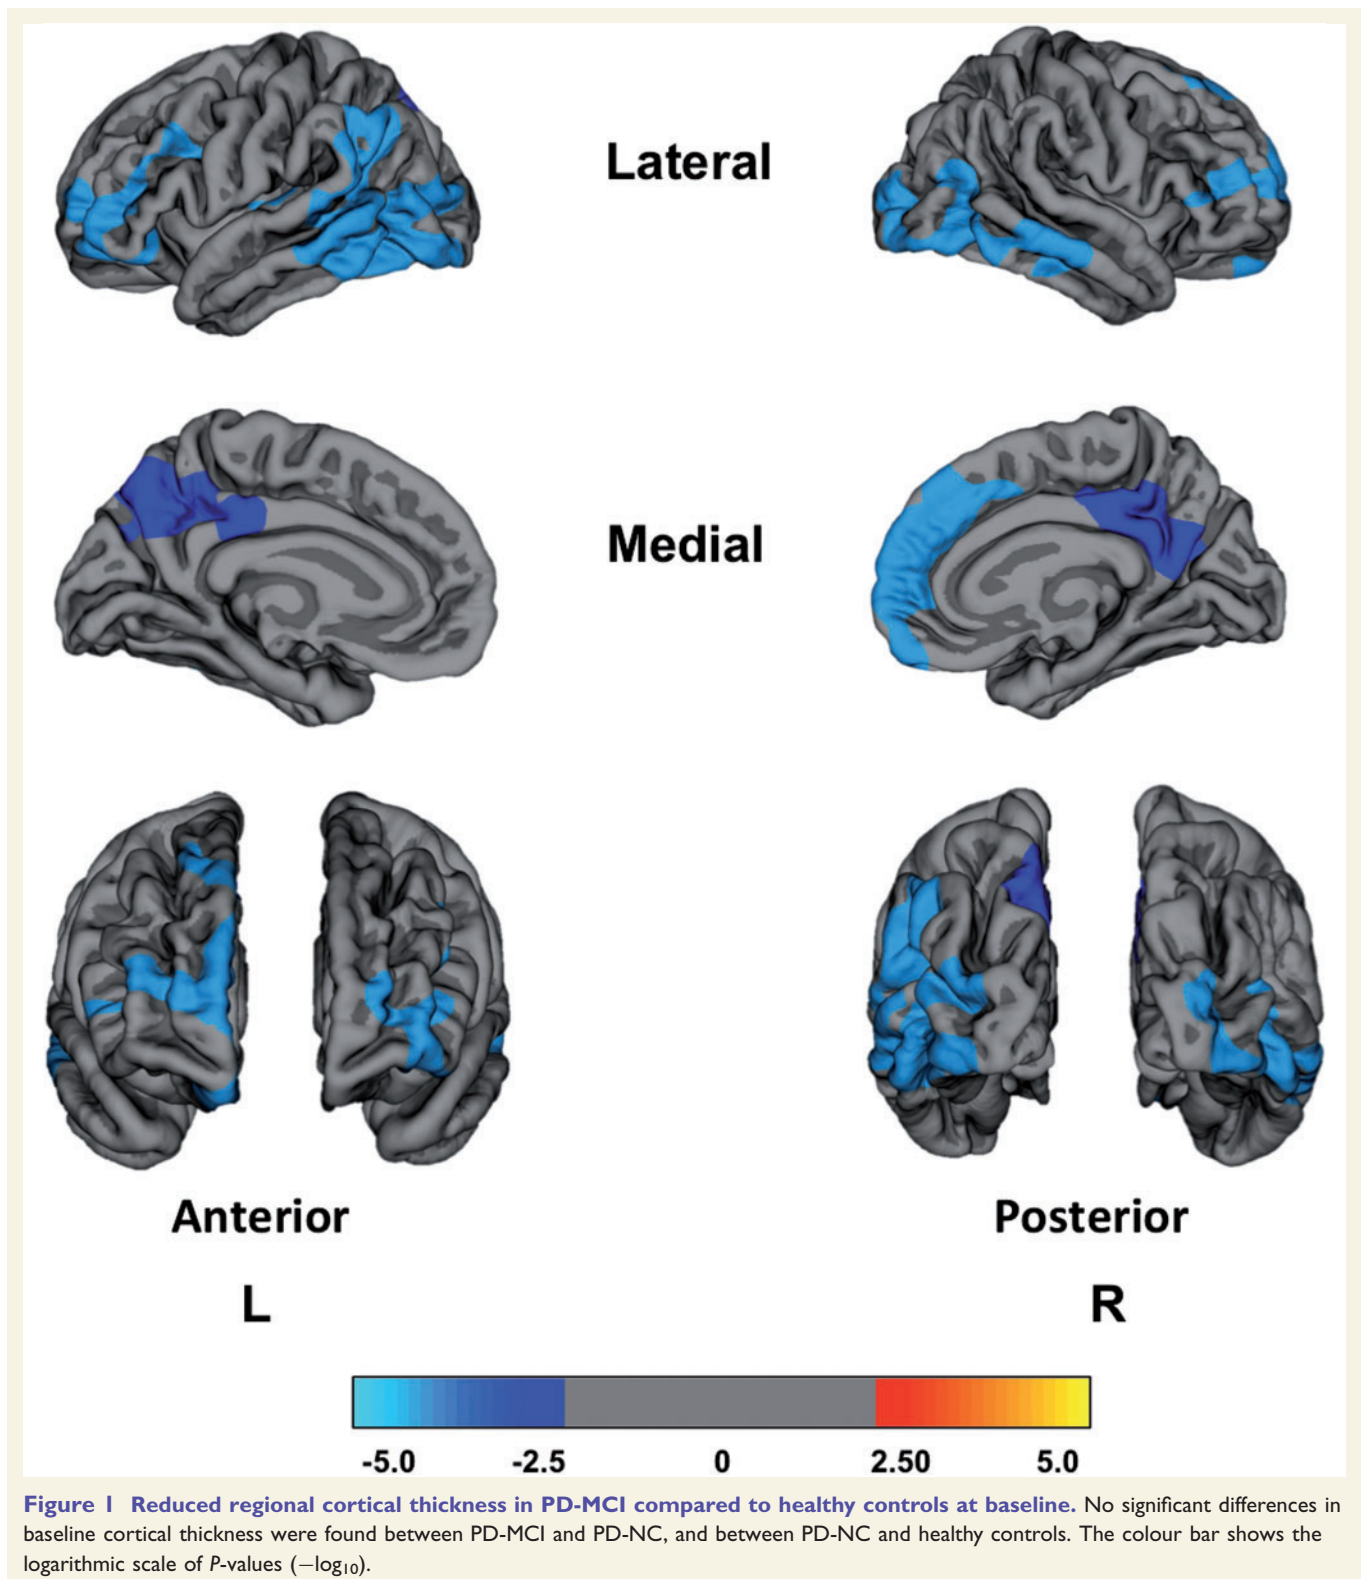 Lateral
Medial
Anterior
Posterior
L
R
-5.0 -2.5 0 2.50 5.0
Figure 1 Reduced regional cortical thickness in PD-MCI compared to healthy controls at baseline. No significant differences in
baseline cortical thickness were found between PD-MCI and PD-NC, and between PD-NC and healthy controls. The colour bar shows the
logarithmic scale of P-values (−log₁₀).